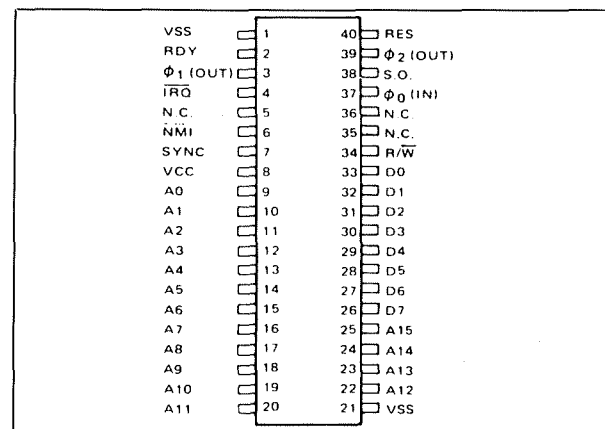 VSS 1 40 RES
RDY 2 39 ϕ2 (OUT)
ϕ1 (OUT) 3 38 S.O.
I̅R̅Q̅ 4 37 ϕ0 (IN)
N.C. 5 36 N.C.
N̅M̅I̅ 6 35 N.C.
SYNC 7 34 R/W̅
VCC 8 33 D0
A0 9 32 D1
A1 10 31 D2
A2 11 30 D3
A3 12 29 D4
A4 13 28 D5
A5 14 27 D6
A6 15 26 D7
A7 16 25 A15
A8 17 24 A14
A9 18 23 A13
A10 19 22 A12
A11 20 21 VSS